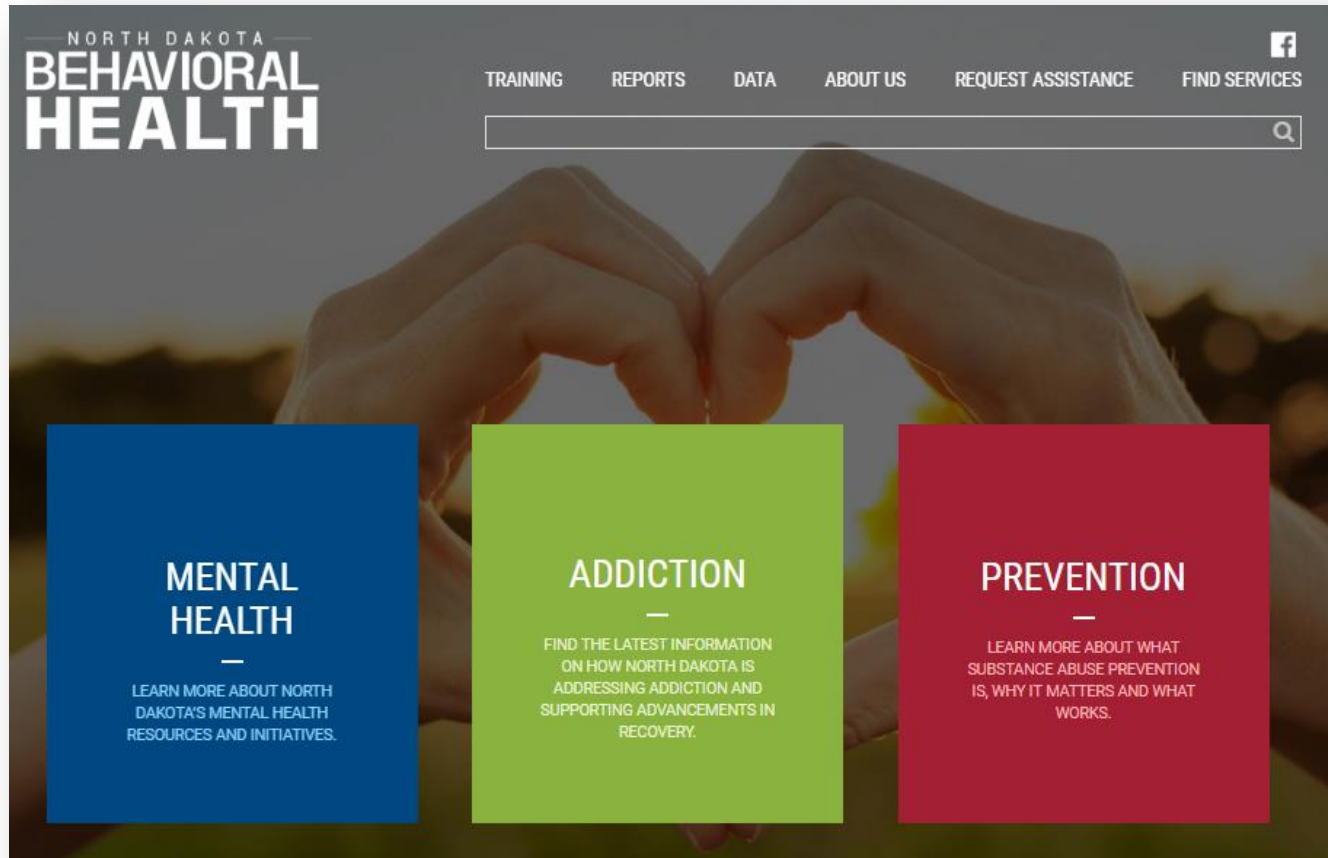 NORTH DAKOTA
BEHAVIORAL
HEALTH
TRAINING REPORTS DATA ABOUT US REQUEST ASSISTANCE FIND SERVICES
MENTAL
HEALTH
LEARN MORE ABOUT NORTH
DAKOTA'S MENTAL HEALTH
RESOURCES AND INITIATIVES.
ADDICTION
FIND THE LATEST INFORMATION
ON HOW NORTH DAKOTA IS
ADDRESSING ADDICTION AND
SUPPORTING ADVANCEMENTS IN
RECOVERY.
PREVENTION
LEARN MORE ABOUT WHAT
SUBSTANCE ABUSE PREVENTION
IS, WHY IT MATTERS AND WHAT
WORKS.